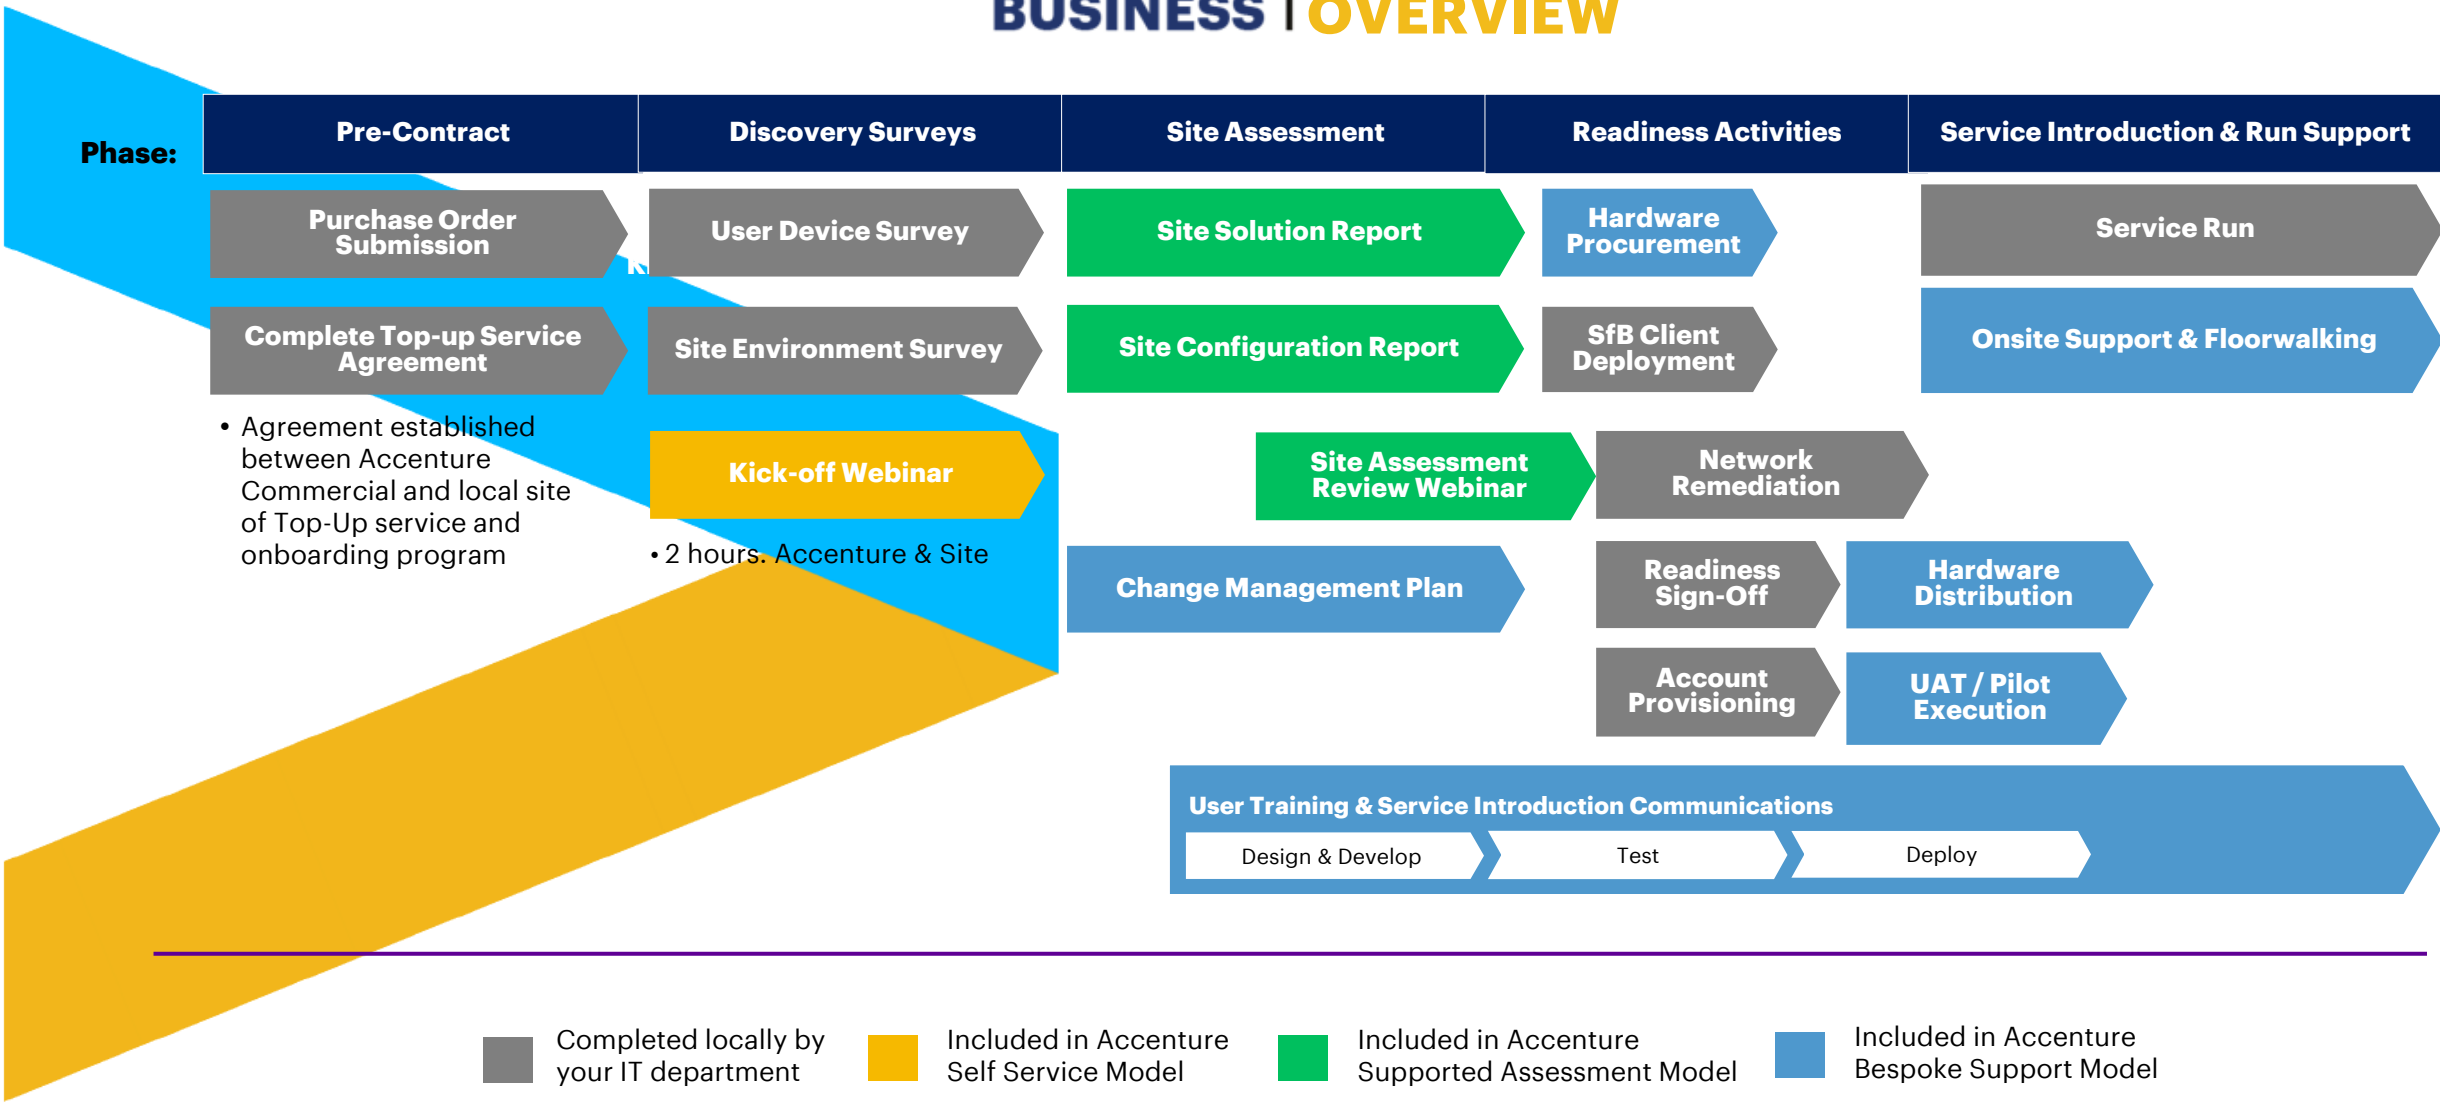 BUSINESS | OVERVIEW
Phase:
Pre-Contract
Discovery Surveys
Site Assessment
Readiness Activities
Service Introduction & Run Support
Purchase Order
Submission
User Device Survey
Site Solution Report
Hardware
Procurement
Service Run
Complete Top-up Service
Agreement
Site Environment Survey
Site Configuration Report
SfB Client
Deployment
Onsite Support & Floorwalking
• Agreement established
between Accenture
Commercial and local site
of Top-Up service and
onboarding program
Kick-off Webinar
• 2 hours. Accenture & Site
Site Assessment
Review Webinar
Network
Remediation
Change Management Plan
Readiness
Sign-Off
Hardware
Distribution
Account
Provisioning
UAT / Pilot
Execution
User Training & Service Introduction Communications
Design & Develop
Test
Deploy
Completed locally by
your IT department
Included in Accenture
Self Service Model
Included in Accenture
Supported Assessment Model
Included in Accenture
Bespoke Support Model